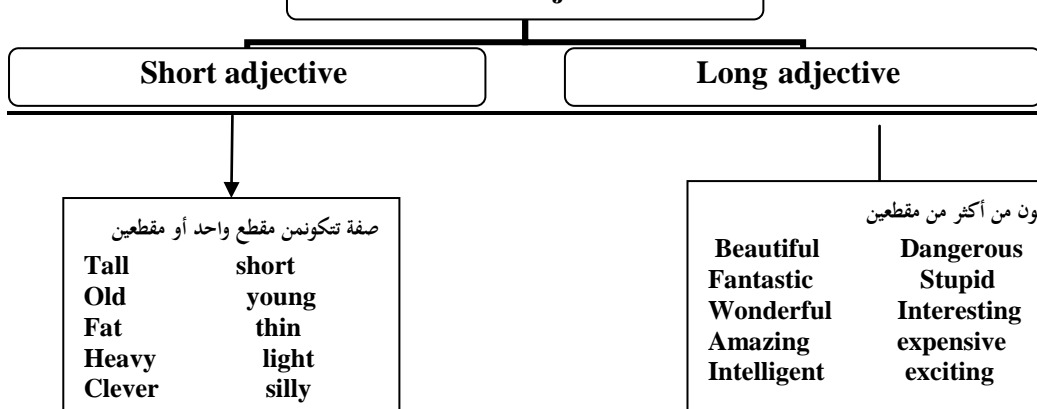 Short adjective
Long adjective
صفة تتكونمن مقطع واحد أو مقطعين
Tall short
Old young
Fat thin
Heavy light
Clever silly
من أكثر من مقطعين
Beautiful Dangerous
Fantastic Stupid
Wonderful Interesting
Amazing expensive
Intelligent exciting